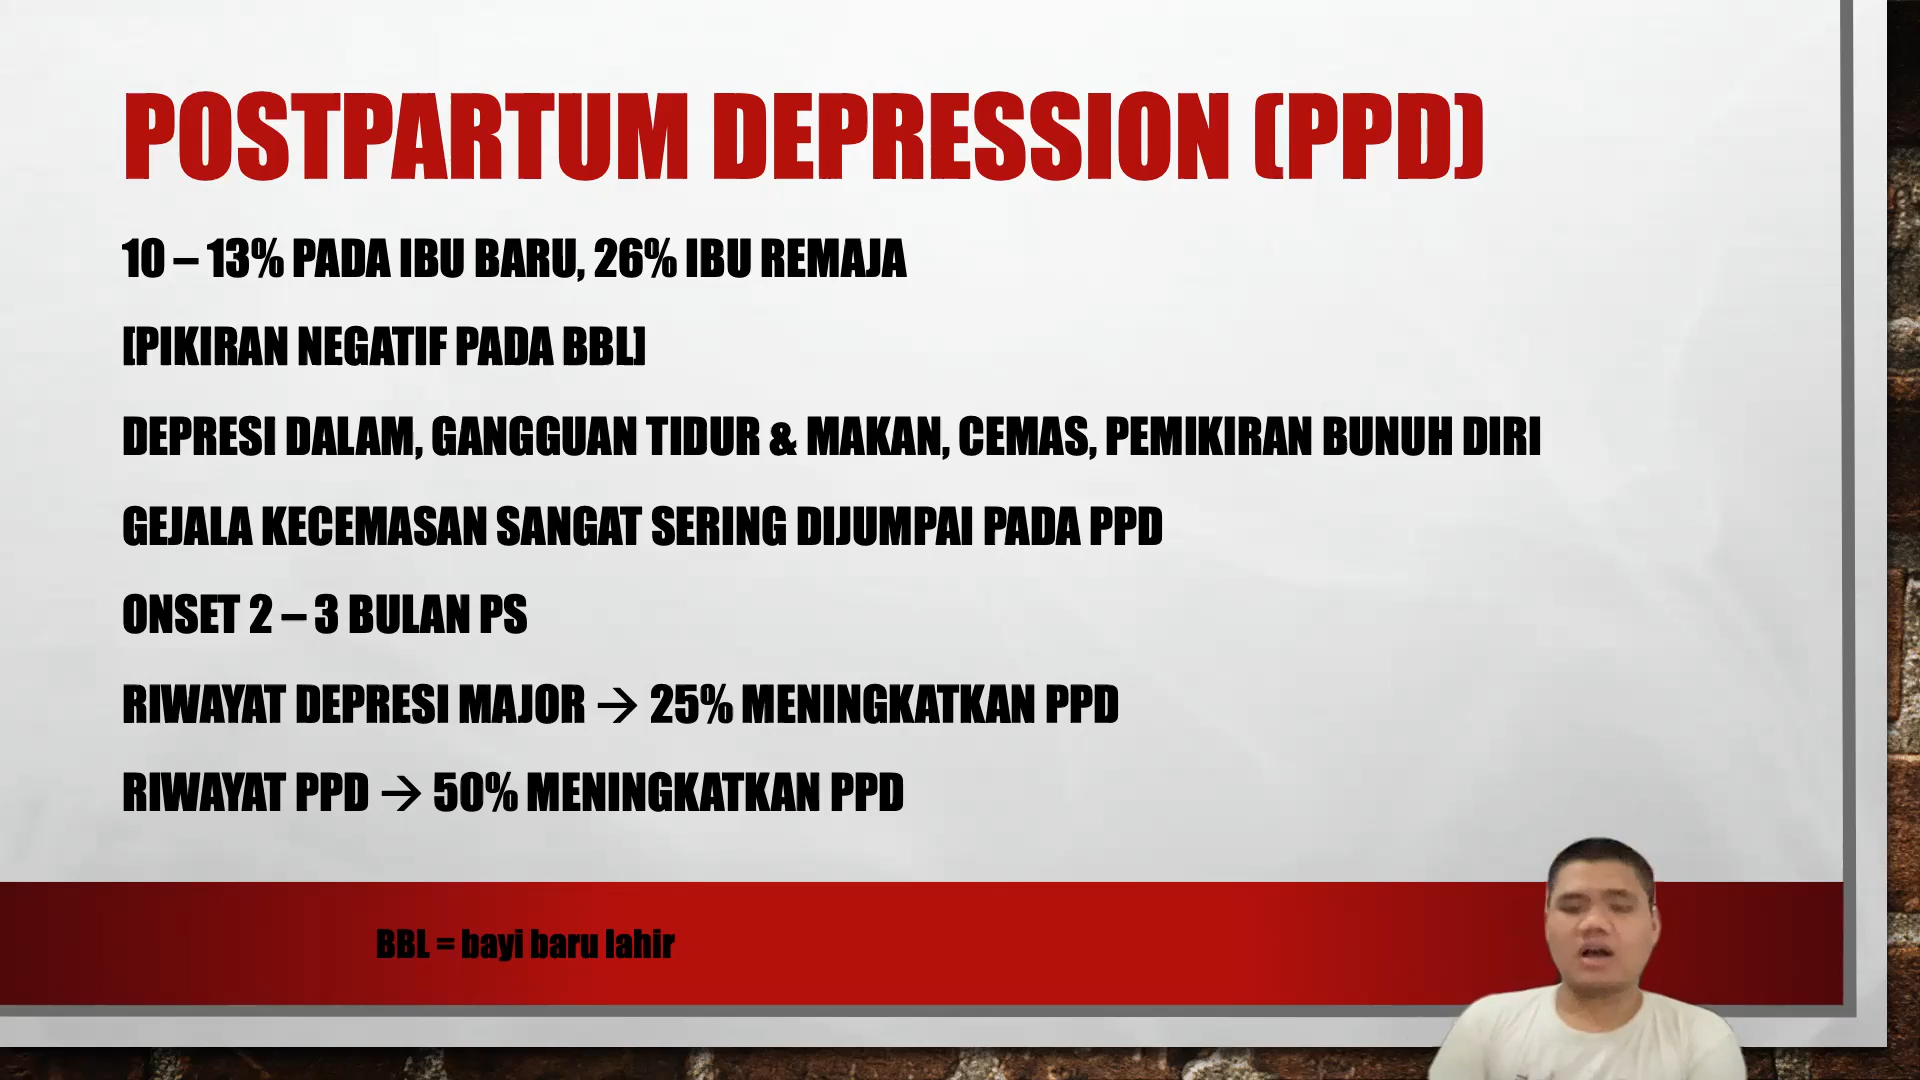 POSTPARTUM DEPRESSION (PPD)
10 – 13% PADA IBU BARU, 26% IBU REMAJA
[PIKIRAN NEGATIF PADA BBL]
DEPRESI DALAM, GANGGUAN TIDUR & MAKAN, CEMAS, PEMIKIRAN BUNUH DIRI
GEJALA KECEMASAN SANGAT SERING DIJUMPAI PADA PPD
ONSET 2 – 3 BULAN PS
RIWAYAT DEPRESI MAJOR → 25% MENINGKATKAN PPD
RIWAYAT PPD → 50% MENINGKATKAN PPD
BBL = bayi baru lahir